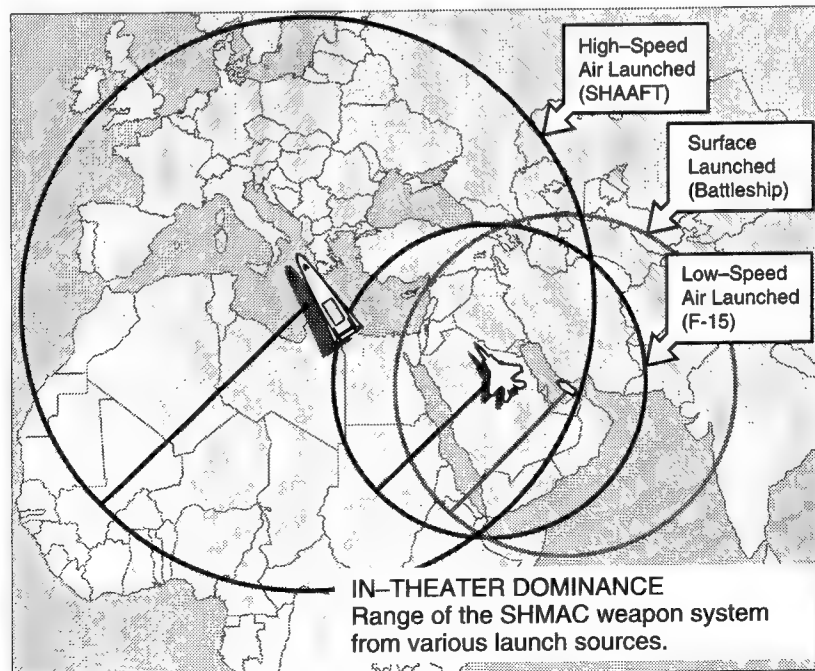 High–Speed
Air Launched
(SHAAFT)
Surface
Launched
(Battleship)
Low–Speed
Air Launched
(F-15)
IN–THEATER DOMINANCE
Range of the SHMAC weapon system
from various launch sources.